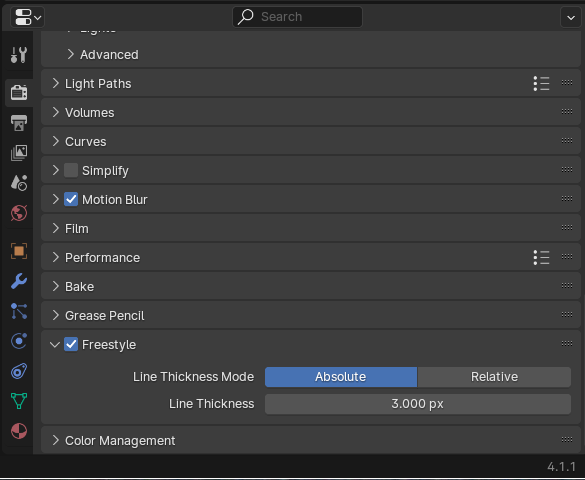 Search
Lights
Advanced
Light Paths
Volumes
Curves
Simplify
Motion Blur
Film
Performance
Bake
Grease Pencil
Freestyle
Line Thickness Mode Absolute Relative
Line Thickness 3.000 px
Color Management
4.1.1